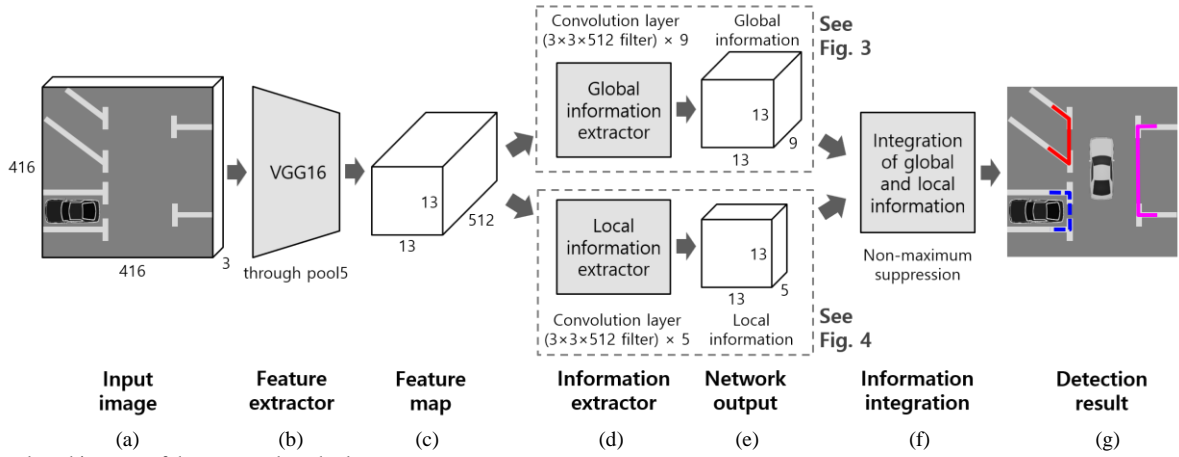 Convolution layer
(3×3×512 filter) × 9
Global
information
See
Fig. 3
Global
information
extractor
13
13
9
416
416
3
VGG16
through pool5
13
13
512
Integration
of global
and local
information
Non-maximum
suppression
Local
information
extractor
13
13
5
Convolution layer
(3×3×512 filter) × 5
Local
information
See
Fig. 4
Input
image
Feature
extractor
Feature
map
Information
extractor
Network
output
Information
integration
Detection
result
(a)
(b)
(c)
(d)
(e)
(f)
(g)